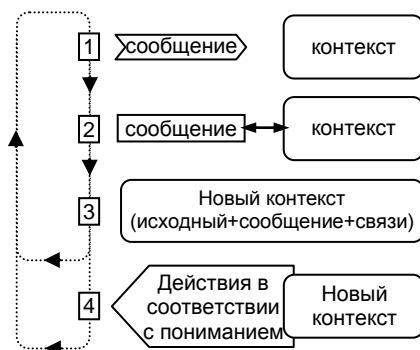 1 сообщение контекст
2 сообщение контекст
3 Новый контекст
(исходный+сообщение+связи)
4 Действия в
соответствии
с пониманием
Новый
контекст